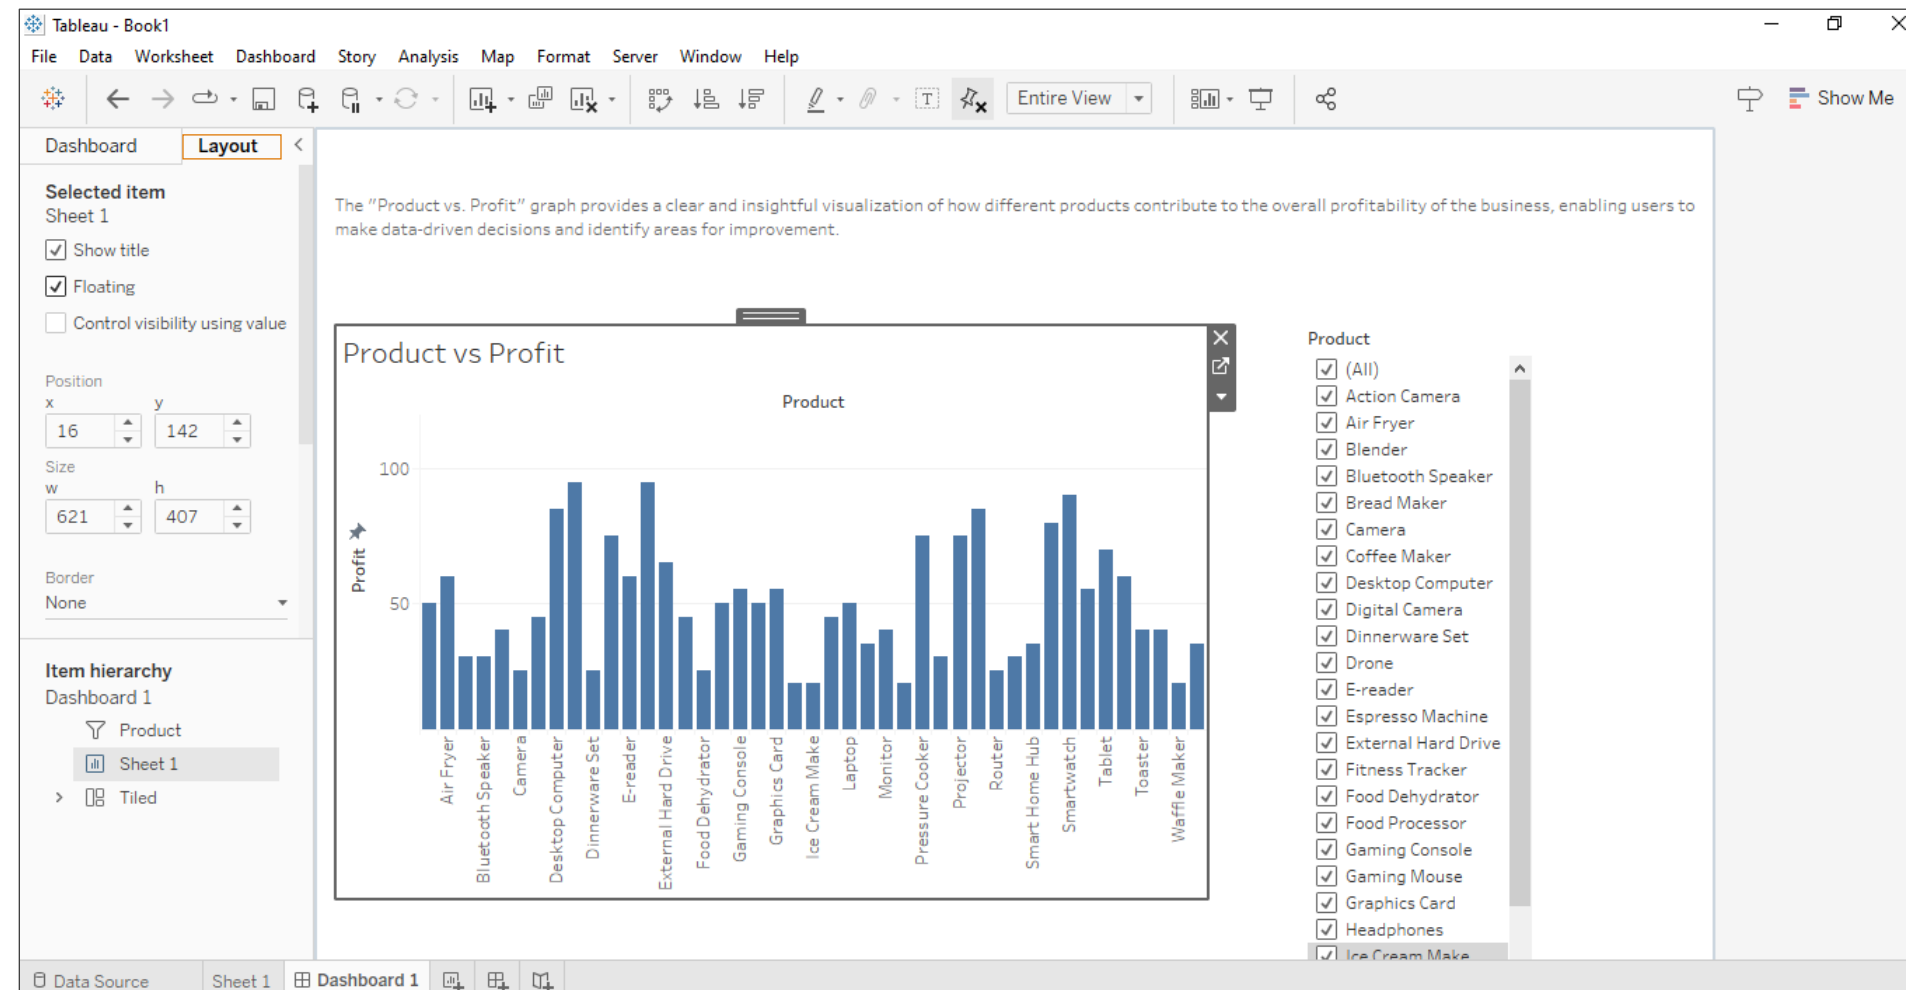 Tableau - Book1
File Data Worksheet Dashboard Story Analysis Map Format Server Window Help
Entire View
Show Me
Dashboard Layout
Selected item
Sheet 1
Show title
Floating
Control visibility using value
Position
x y
16 142
Size
w h
621 407
Border
None
Item hierarchy
Dashboard 1
Product
Sheet 1
Tiled
The "Product vs. Profit" graph provides a clear and insightful visualization of how different products contribute to the overall profitability of the business, enabling users to
make data-driven decisions and identify areas for improvement.
Product vs Profit
Product
100
50
Profit
Air Fryer
Bluetooth Speaker
Camera
Desktop Computer
Dinnerware Set
E-reader
External Hard Drive
Food Dehydrator
Gaming Console
Graphics Card
Ice Cream Make
Laptop
Monitor
Pressure Cooker
Projector
Router
Smart Home Hub
Smartwatch
Tablet
Toaster
Waffle Maker
Product
(All)
Action Camera
Air Fryer
Blender
Bluetooth Speaker
Bread Maker
Camera
Coffee Maker
Desktop Computer
Digital Camera
Dinnerware Set
Drone
E-reader
Espresso Machine
External Hard Drive
Fitness Tracker
Food Dehydrator
Food Processor
Gaming Console
Gaming Mouse
Graphics Card
Headphones
Ice Cream Make
Data Source Sheet 1 Dashboard 1